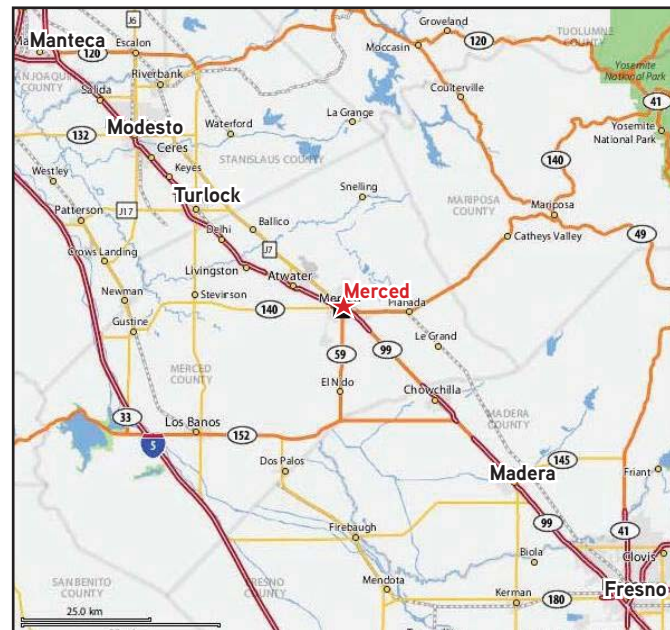 J6
Groveland
TUOLUMNE
COUNTY
120
Manteca
120
Escalon
Moccasin
Yosemite
National Park
SAN JOAQUIN
COUNTY
Riverbank
Salida
Coulterville
41
La Grange
Modesto
132
Waterford
Yosemite
National Park
Ceres
STANISLAUS COUNTY
140
Westley
Keyes
Snelling
Turlock
MARIPOSA
COUNTY
Mariposa
Patterson
J17
Ballico
Delhi
Catheys Valley
49
Crows Landing
J7
Livingston
Atwater
Newman
Stevinson
Merced
140
Planada
Gustine
Le Grand
59
99
MERCED
COUNTY
El Nido
Chowchilla
33
Los Banos
MADERA
COUNTY
5
152
Dos Palos
Madera
145
Friant
99
Firebaugh
41
Biola
Clovis
SAN BENITO
COUNTY
FRESNO
COUNTY
Mendota
Kerman
180
Fresno
25.0 km